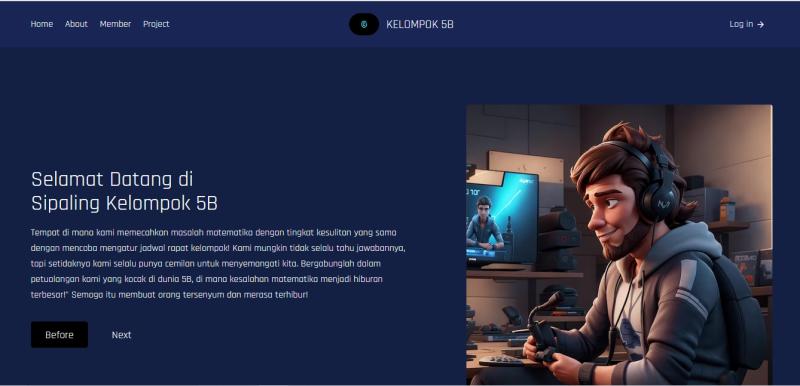 Home About Member Project
© KELOMPOK 5B
Log in →
Selamat Datang di
Sipaling Kelompok 5B
Tempat di mana kami memecahkan masalah matematika dengan tingkat kesulitan yang sama
dengan mencoba mengatur jadwal rapat kelompok! Kami mungkin tidak selalu tahu jawabannya,
tapi setidaknya kami selalu punya cemilan untuk menyemangati kita. Bergabunglah dalam
petualangan kami yang kocak di dunia 5B, di mana kesalahan matematika menjadi hiburan
terbesar!" Semoga itu membuat orang tersenyum dan merasa terhibur!
Before Next